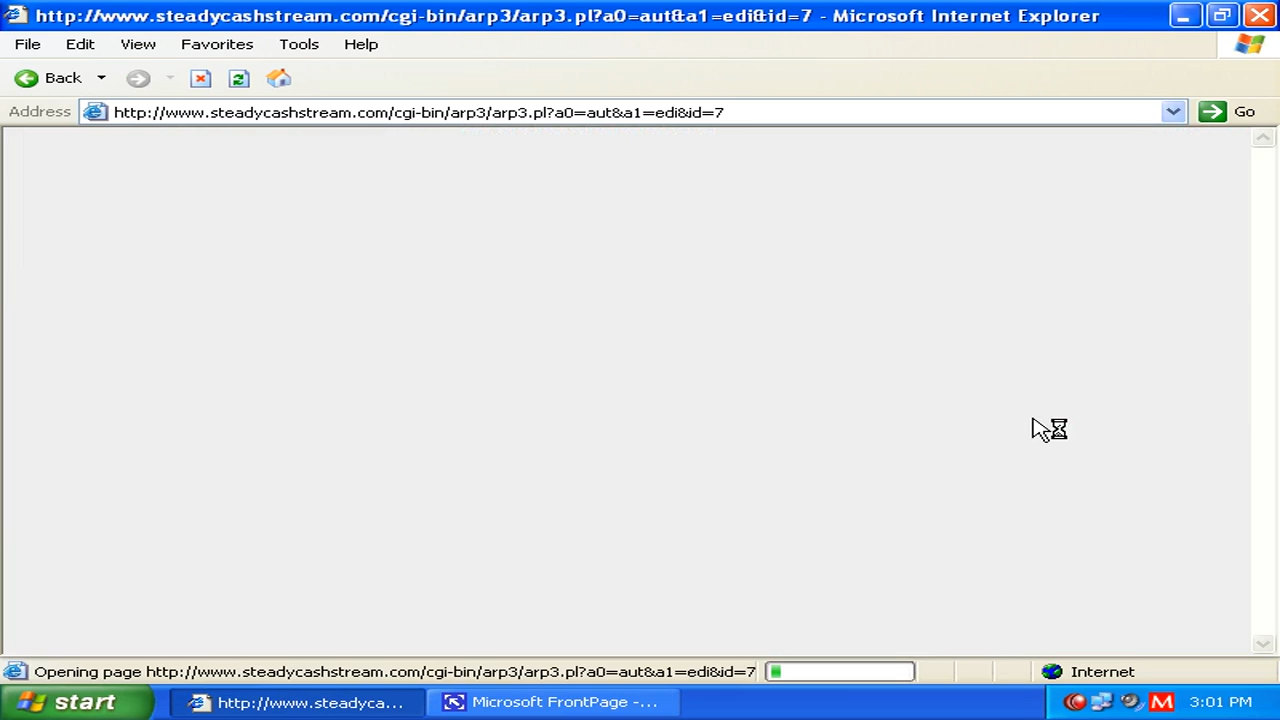 http://www.steadycashstream.com/cgi-bin/arp3/arp3.pl?a0=aut&a1=edi&id=7 - Microsoft Internet Explorer
File Edit View Favorites Tools Help
Back
Address http://www.steadycashstream.com/cgi-bin/arp3/arp3.pl?a0=aut&a1=edi&id=7 Go
Opening page http://www.steadycashstream.com/cgi-bin/arp3/arp3.pl?a0=aut&a1=edi&id=7 Internet
start http://www.steadyca... Microsoft FrontPage -... M 3:01 PM